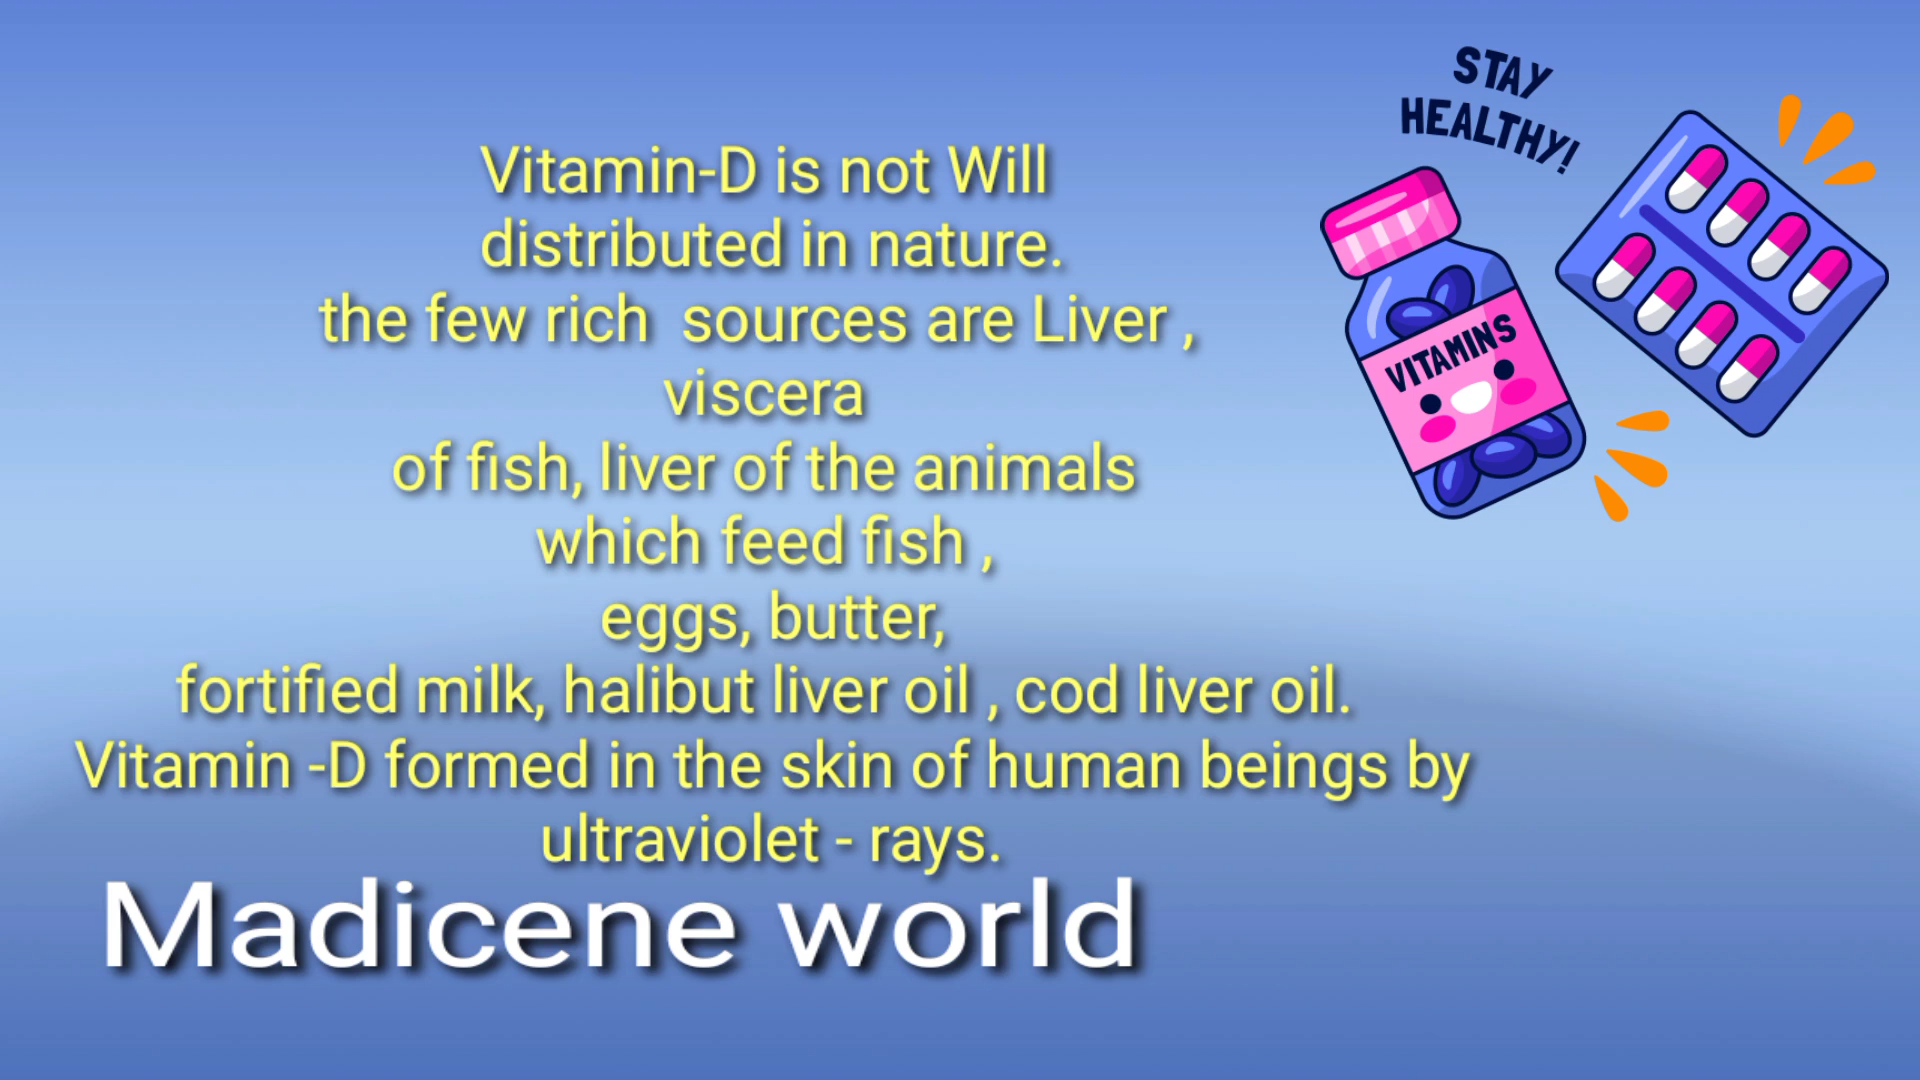 STAY
HEALTHY!
Vitamin-D is not Will
distributed in nature.
the few rich  sources are Liver ,
viscera
of fish, liver of the animals
which feed fish ,
eggs, butter,
fortified milk, halibut liver oil , cod liver oil.
Vitamin -D formed in the skin of human beings by
ultraviolet - rays.
Madicene world
VITAMINS